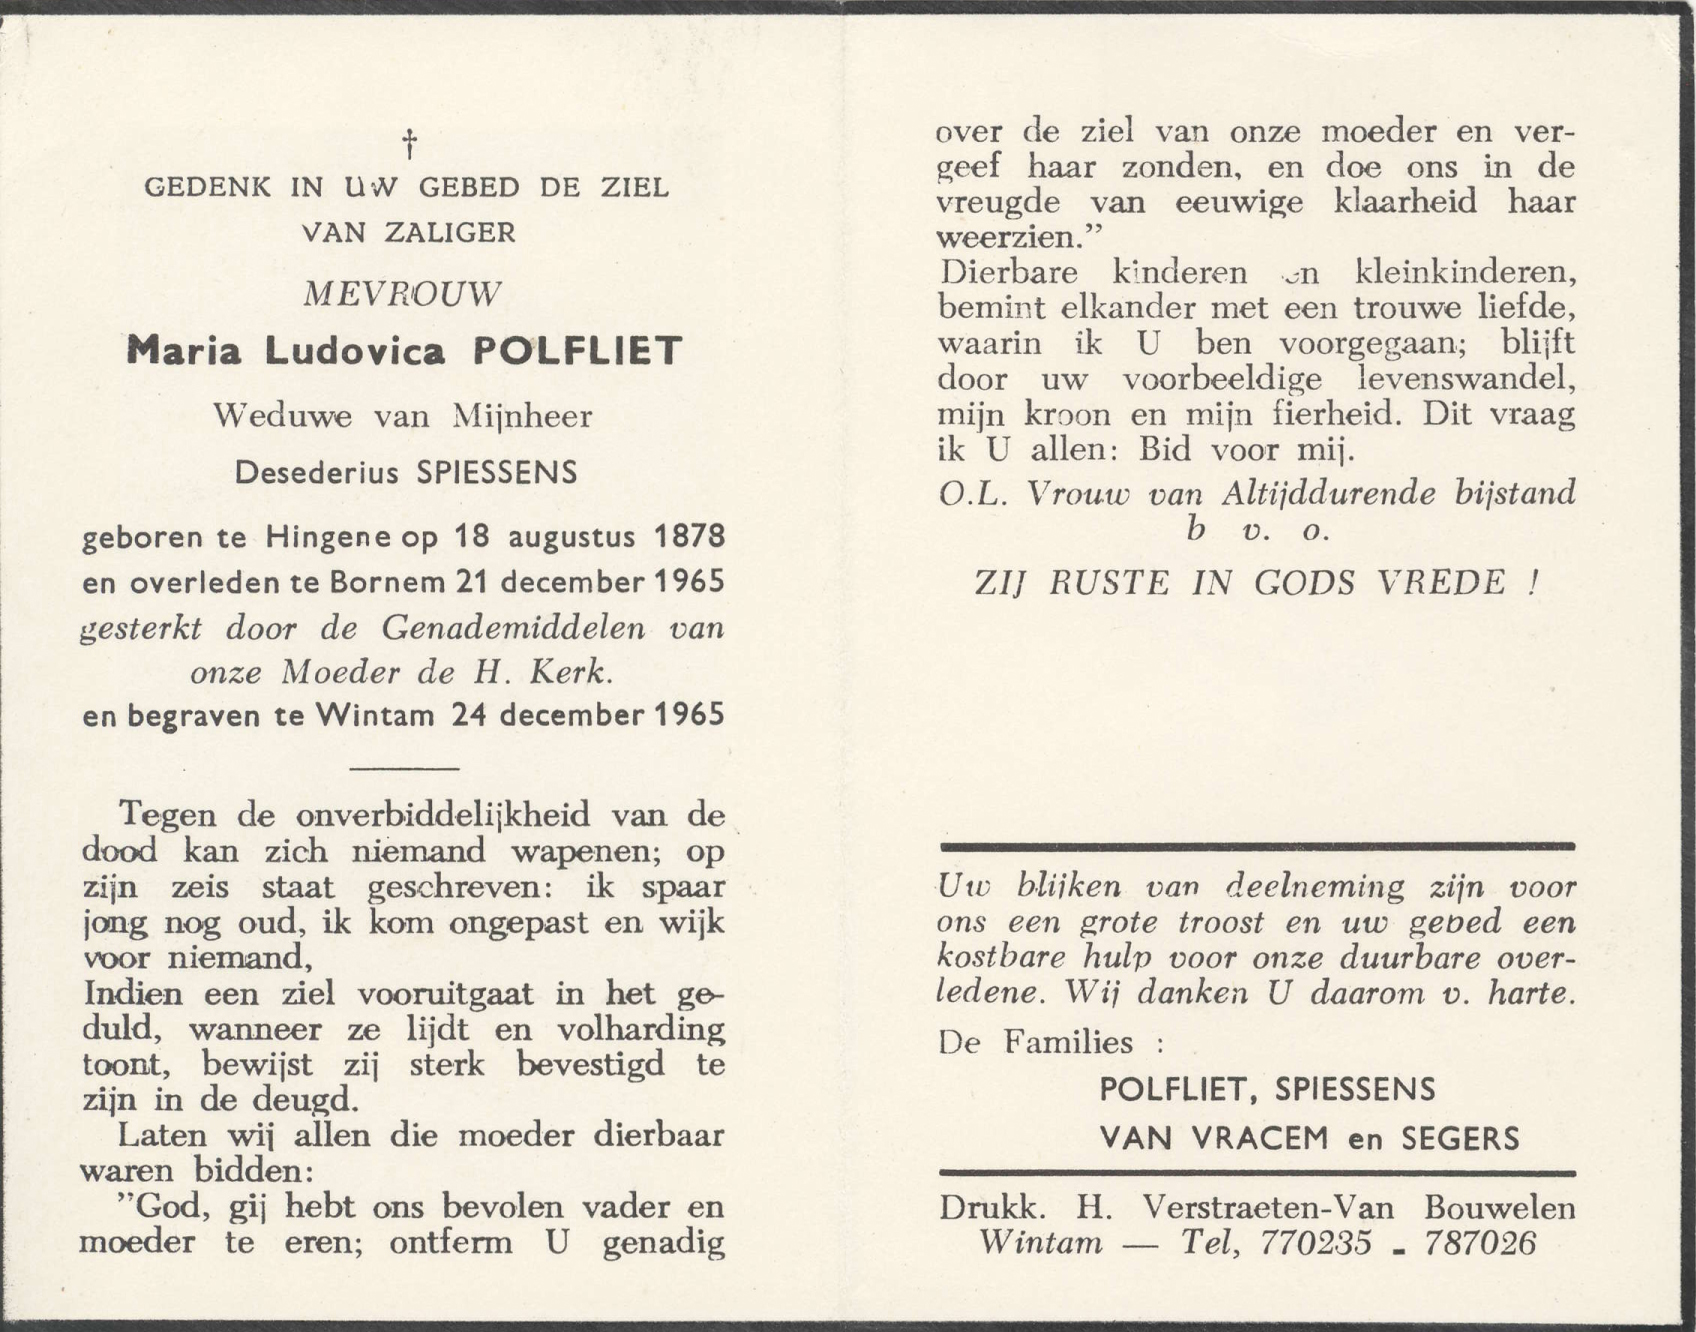 †
GEDENK IN UW GEBED DE ZIEL
VAN ZALIGER
MEVROUW
Maria Ludovica POLFLIET
Weduwe van Mijnheer
Desederius SPIESSENS
geboren te Hingene op 18 augustus 1878
en overleden te Bornem 21 december 1965
gesterkt door de Genademiddelen van
onze Moeder de H. Kerk.
en begraven te Wintam 24 december 1965
Tegen de onverbiddelijkheid van de
dood kan zich niemand wapenen; op
zijn zeis staat geschreven: ik spaar
jong nog oud, ik kom ongepast en wijk
voor niemand,
Indien een ziel vooruitgaat in het ge-
duld, wanneer ze lijdt en volharding
toont, bewijst zij sterk bevestigd te
zijn in de deugd.
Laten wij allen die moeder dierbaar
waren bidden:
”God, gij hebt ons bevolen vader en
moeder te eren; ontferm U genadig
over de ziel van onze moeder en ver-
geef haar zonden, en doe ons in de
vreugde van eeuwige klaarheid haar
weerzien.”
Dierbare kinderen en kleinkinderen,
bemint elkander met een trouwe liefde,
waarin ik U ben voorgegaan; blijft
door uw voorbeeldige levenswandel,
mijn kroon en mijn fierheid. Dit vraag
ik U allen: Bid voor mij.
O.L. Vrouw van Altijddurende bijstand
b v. o.
ZIJ RUSTE IN GODS VREDE !
Uw blijken van deelneming zijn voor
ons een grote troost en uw gebed een
kostbare hulp voor onze duurbare over-
ledene. Wij danken U daarom v. harte.
De Families :
POLFLIET, SPIESSENS
VAN VRACEM en SEGERS
Drukk. H. Verstraeten-Van Bouwelen
Wintam — Tel, 770235 - 787026